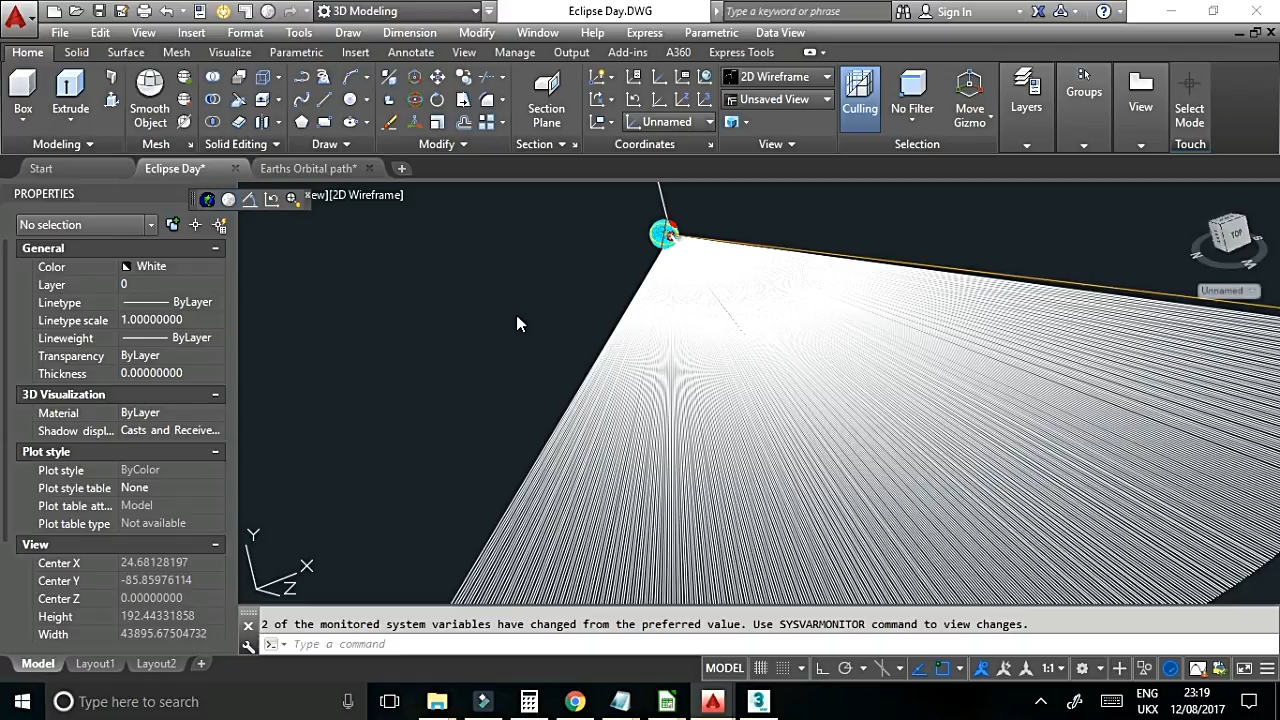 3D Modeling
Eclipse Day.DWG
Type a keyword or phrase
Sign In
File Edit View Insert Format Tools Draw Dimension Modify Window Help Express Parametric Data View
Home Solid Surface Mesh Visualize Parametric Insert Annotate View Manage Output Add-ins A360 Express Tools
2D Wireframe
Unsaved View
Unnamed
Box Extrude Smooth Object Section Plane Culling No Filter Move Gizmo Layers Groups View Select Mode
Modeling Mesh Solid Editing Draw Modify Section Coordinates View Selection Touch
Start Eclipse Day* Earths Orbital path*
PROPERTIES
ew][2D Wireframe]
No selection
General
Color White
Layer 0
Linetype ByLayer
Linetype scale 1.00000000
Lineweight ByLayer
Transparency ByLayer
Thickness 0.00000000
3D Visualization
Material ByLayer
Shadow displ... Casts and Receive...
Plot style
Plot style ByColor
Plot style table None
Plot table att... Model
Plot table type Not available
View
Center X 24.68128197
Center Y -85.85976114
Center Z 0.00000000
Height 192.44331858
Width 43895.67504732
TOP
Unnamed
Y
X
Z
2 of the monitored system variables have changed from the preferred value. Use SYSVARMONITOR command to view changes.
Type a command
Model Layout1 Layout2
MODEL
1:1
Type here to search
ENG
UKX
23:19
12/08/2017